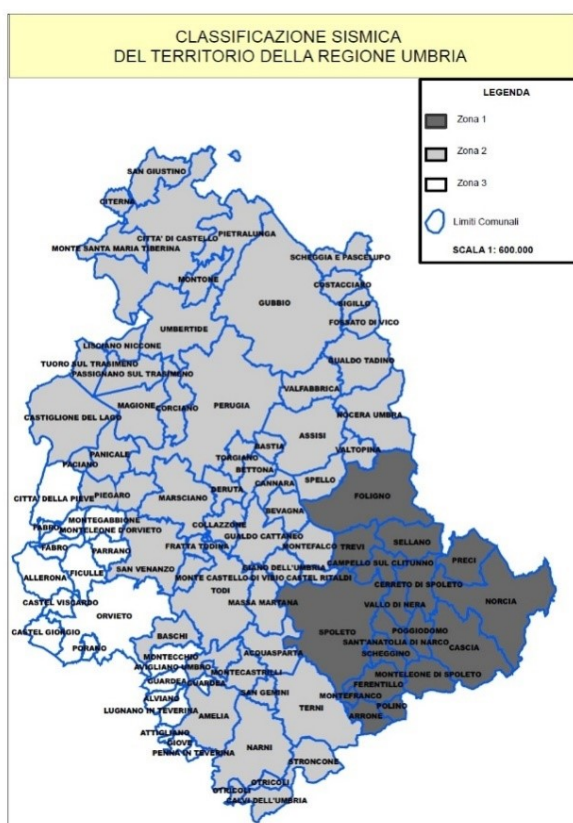 CLASSIFICAZIONE SISMICA
DEL TERRITORIO DELLA REGIONE UMBRIA
LEGENDA
Zona 1
Zona 2
Zona 3
Limiti Comunali
SCALA 1: 600.000
SAN GIUSTINO
CITERNA
CITTA' DI CASTELLO
PIETRALUNGA
MONTE SANTA MARIA TIBERINA
SCHEGGIA E PASCELUPO
MONTONE
COSTACCIARO
GUBBIO
SIGILLO
UMBERTIDE
FOSSATO DI VICO
LISCIANO NICCONE
GUALDO TADINO
TUORO SUL TRASIMENO
PASSIGNANO SUL TRASIMENO
VALFABBRICA
MAGIONE
CORCIANO
PERUGIA
CASTIGLIONE DEL LAGO
NOCERA UMBRA
ASSISI
BASTIA
VALTOPINA
PANICALE
TORGIANO
PACIANO
BETTONA
SPELLO
CANNARA
CITTA' DELLA PIEVE
PIEGARO
MARSCIANO
DERUTA
FOLIGNO
BEVAGNA
MONTEGABBIONE
COLLAZZONE
FABRO
MONTELEONE D'ORVIETO
GUALDO CATTANEO
SELLANO
FABRO
PARRANO
FRATTA TODINA
MONTEFALCO
TREVI
PRECI
FICULLE
SAN VENANZO
GIANO DELL'UMBRIA
CAMPELLO SUL CLITUNNO
ALLERONA
MONTE CASTELLO DI VIBIO
CASTEL RITALDI
CERRETO DI SPOLETO
TODI
NORCIA
CASTEL VISCARDO
MASSA MARTANA
VALLO DI NERA
ORVIETO
CASTEL GIORGIO
BASCHI
SPOLETO
POGGIODOMO
PORANO
MONTECCHIO
SANT'ANATOLIA DI NARCO
CASCIA
ACQUASPARTA
SCHEGGINO
AVIGLIANO UMBRO
MONTECASTRILLI
MONTELEONE DI SPOLETO
GUARDEA
GUARDEA
FERENTILLO
ALVIANO
SAN GEMINI
MONTEFRANCO
POLINO
LUGNANO IN TEVERINA
TERNI
ARRONE
AMELIA
ATTIGLIANO
GIOVE
PENNA IN TEVERINA
NARNI
STRONCONE
OTRICOLI
OTRICOLI
CALVI DELL'UMBRIA